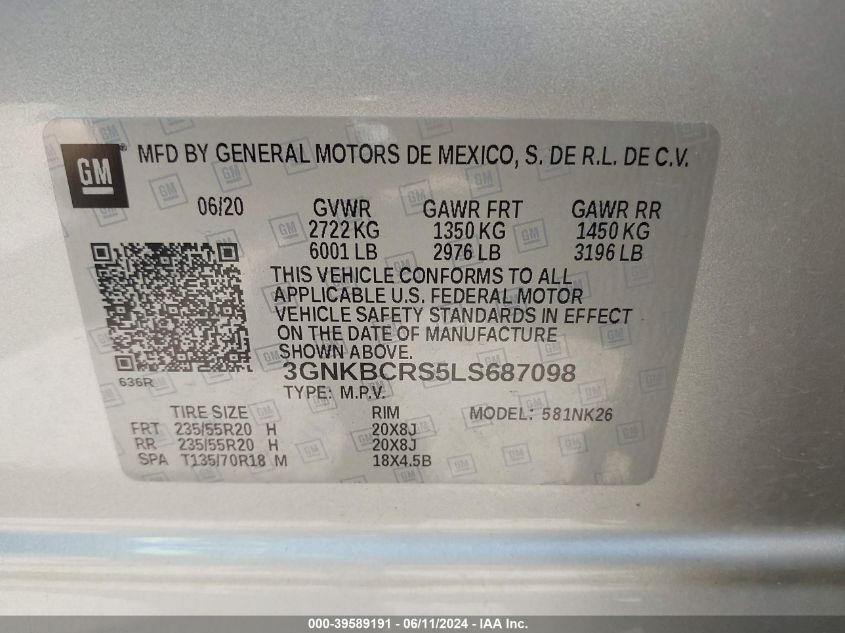 GM
MFD BY GENERAL MOTORS DE MEXICO, S. DE R.L. DE C.V.
06/20 GVWR GAWR FRT GAWR RR
2722 KG 1350 KG 1450 KG
6001 LB 2976 LB 3196 LB
THIS VEHICLE CONFORMS TO ALL
APPLICABLE U.S. FEDERAL MOTOR
VEHICLE SAFETY STANDARDS IN EFFECT
ON THE DATE OF MANUFACTURE
SHOWN ABOVE.
3GNKBCRS5LS687098
636R
TYPE: M.P.V.
TIRE SIZE RIM MODEL: 581NK26
FRT 235/55R20 H 20X8J
RR 235/55R20 H 20X8J
SPA T135/70R18 M 18X4.5B
000-39589191 - 06/11/2024 - IAA Inc.